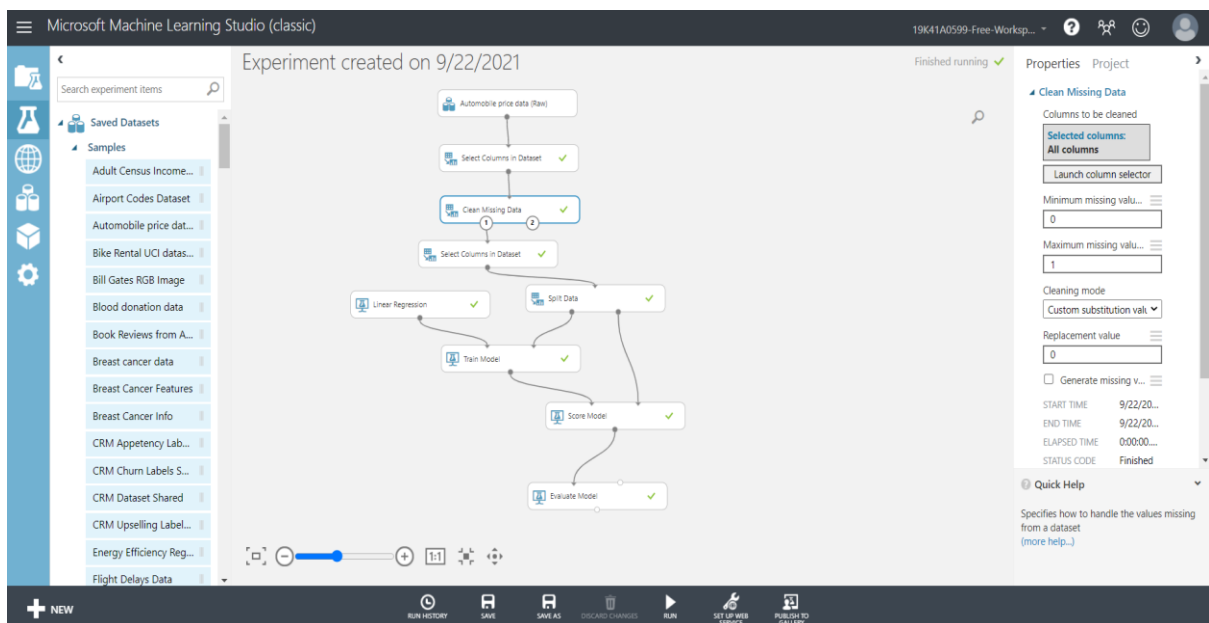 Microsoft Machine Learning Studio (classic)
19K41A0599-Free-Worksp...
Search experiment items
Saved Datasets
Samples
Adult Census Income...
Airport Codes Dataset
Automobile price dat...
Bike Rental UCI datas...
Bill Gates RGB Image
Blood donation data
Book Reviews from A...
Breast cancer data
Breast Cancer Features
Breast Cancer Info
CRM Appetency Lab...
CRM Churn Labels S...
CRM Dataset Shared
CRM Upselling Label...
Energy Efficiency Reg...
Flight Delays Data
Experiment created on 9/22/2021
Finished running
Automobile price data (Raw)
Select Columns in Dataset
Clean Missing Data
1 2
Select Columns in Dataset
Linear Regression
Split Data
Train Model
Score Model
Evaluate Model
1:1
Properties Project
Clean Missing Data
Columns to be cleaned
Selected columns:
All columns
Launch column selector
Minimum missing valu...
0
Maximum missing valu...
1
Cleaning mode
Custom substitution valu
Replacement value
0
Generate missing v...
START TIME 9/22/20...
END TIME 9/22/20...
ELAPSED TIME 0:00:00....
STATUS CODE Finished
Quick Help
Specifies how to handle the values missing
from a dataset
(more help...)
NEW
RUN HISTORY
SAVE
SAVE AS
DISCARD CHANGES
RUN
SET UP WEB
SERVICE
PUBLISH TO
GALLERY